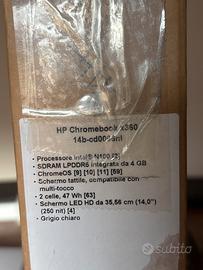 HP Chromebook x360
• Processore Intel® N100 [3]
• SDRAM LPDDR5 integrata da 4 GB
• ChromeOS [9] [10] [11] [59]
• Schermo tattile, compatibile con
multi-tocco
• 2 celle, 47 Wh [63]
• Schermo LED HD da 35,56 cm (14,0")
(250 nit) [4]
• Grigio chiaro
subito